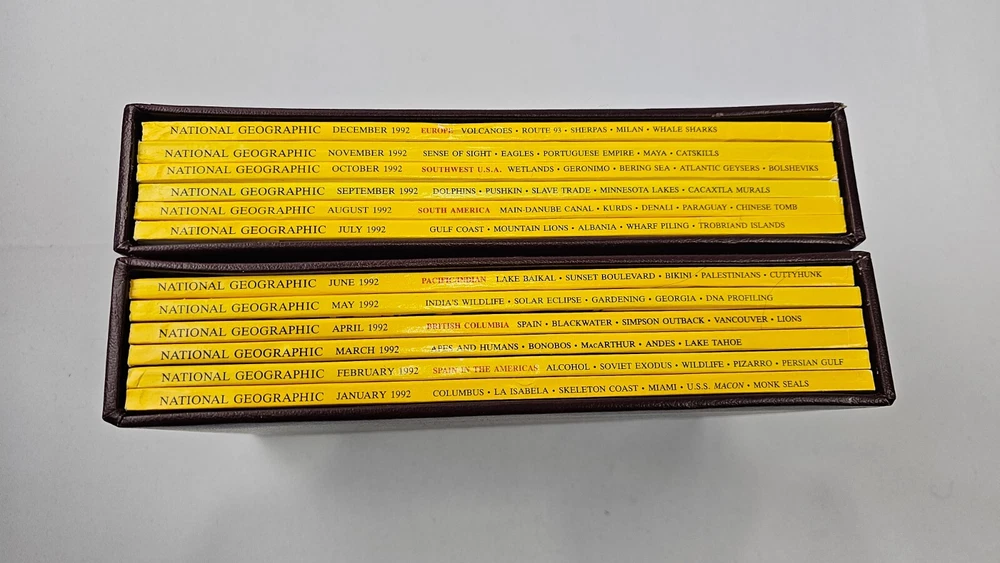 NATIONAL GEOGRAPHIC DECEMBER 1992 EUROPE VOLCANOES • ROUTE 93 • SHERPAS • MILAN • WHALE SHARKS
NATIONAL GEOGRAPHIC NOVEMBER 1992 SENSE OF SIGHT • EAGLES • PORTUGUESE EMPIRE • MAYA • CATSKILLS
NATIONAL GEOGRAPHIC OCTOBER 1992 SOUTHWEST U.S.A. WETLANDS • GERONIMO • BERING SEA • ATLANTIC GEYSERS • BOLSHEVIKS
NATIONAL GEOGRAPHIC SEPTEMBER 1992 DOLPHINS • PUSHKIN • SLAVE TRADE • MINNESOTA LAKES • CACAXTLA MURALS
NATIONAL GEOGRAPHIC AUGUST 1992 SOUTH AMERICA MAIN-DANUBE CANAL • KURDS • DENALI • PARAGUAY • CHINESE TOMB
NATIONAL GEOGRAPHIC JULY 1992 GULF COAST • MOUNTAIN LIONS • ALBANIA • WHARF PILING • TROBRIAND ISLANDS
NATIONAL GEOGRAPHIC JUNE 1992 PACIFIC/INDIAN LAKE BAIKAL • SUNSET BOULEVARD • BIKINI • PALESTINIANS • CUTTYHUNK
NATIONAL GEOGRAPHIC MAY 1992 INDIA'S WILDLIFE • SOLAR ECLIPSE • GARDENING • GEORGIA • DNA PROFILING
NATIONAL GEOGRAPHIC APRIL 1992 BRITISH COLUMBIA SPAIN • BLACKWATER • SIMPSON OUTBACK • VANCOUVER • LIONS
NATIONAL GEOGRAPHIC MARCH 1992 APES AND HUMANS • BONOBOS • MacARTHUR • ANDES • LAKE TAHOE
NATIONAL GEOGRAPHIC FEBRUARY 1992 SPAIN IN THE AMERICAS ALCOHOL • SOVIET EXODUS • WILDLIFE • PIZARRO • PERSIAN GULF
NATIONAL GEOGRAPHIC JANUARY 1992 COLUMBUS • LA ISABELA • SKELETON COAST • MIAMI • U.S.S. MACON • MONK SEALS